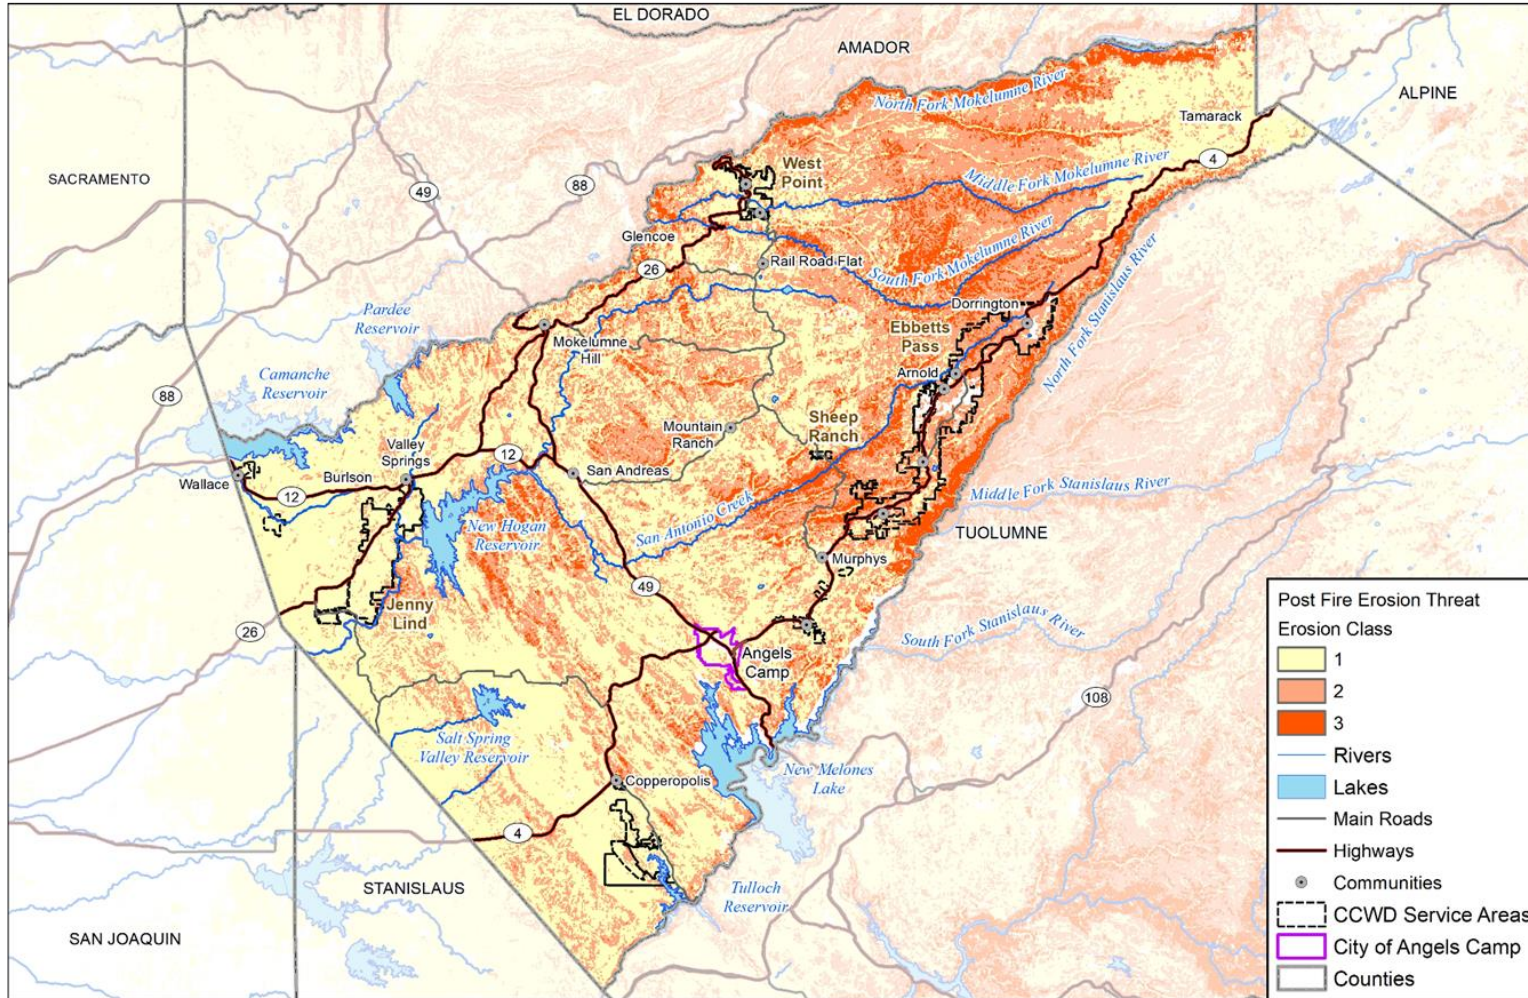 EL DORADO
AMADOR
ALPINE
North Fork Mokelumne River
Tamarack
4
West
Point
Middle Fork Mokelumne River
SACRAMENTO
49
88
Glencoe
South Fork Mokelumne River
Rail Road Flat
26
North Fork Stanislaus River
Dorrington
Pardee
Reservoir
Ebbetts
Pass
Mokelumne
Hill
Camanche
Reservoir
Arnold
88
Sheep
Ranch
Mountain
Ranch
Valley
Springs
12
San Andreas
Wallace
Burlson
12
Middle Fork Stanislaus River
San Antonio Creek
New Hogan
Reservoir
TUOLUMNE
Murphys
49
Jenny
Lind
26
South Fork Stanislaus River
Angels
Camp
108
Salt Spring
Valley Reservoir
New Melones
Lake
Copperopolis
4
STANISLAUS
Tulloch
Reservoir
SAN JOAQUIN
Post Fire Erosion Threat
Erosion Class
1
2
3
Rivers
Lakes
Main Roads
Highways
Communities
CCWD Service Areas
City of Angels Camp
Counties